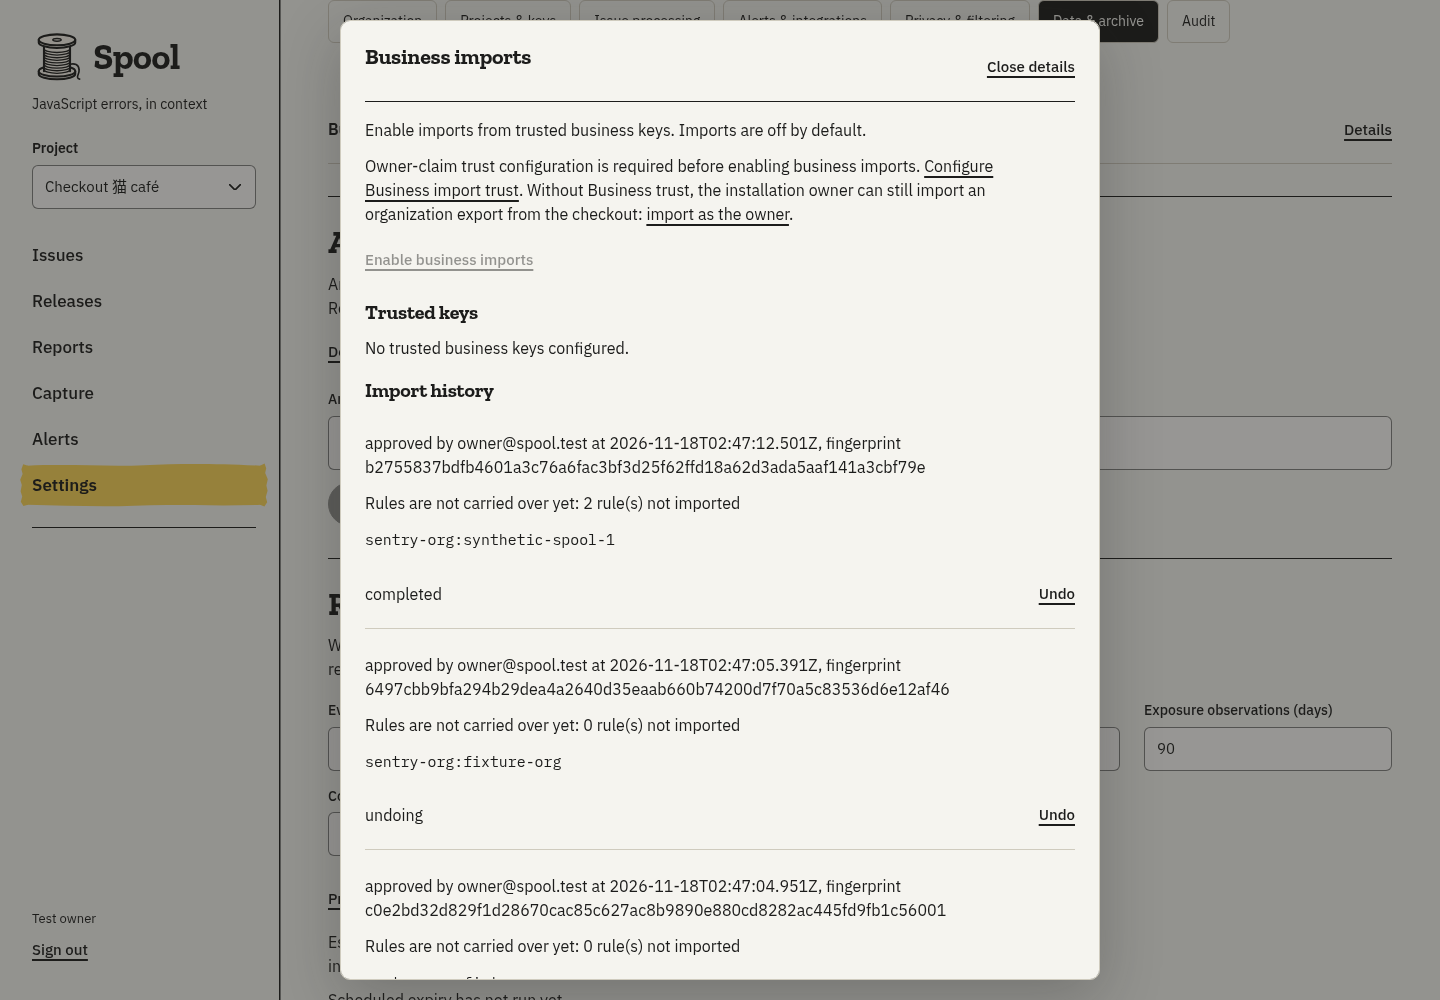 Spool
JavaScript errors, in context
Project
Checkout 猫 café
Issues
Releases
Reports
Capture
Alerts
Settings
Test owner
Sign out
archive
Audit
Details
Exposure observations (days)
90
Business imports
Close details
Enable imports from trusted business keys. Imports are off by default.
Owner-claim trust configuration is required before enabling business imports. Configure
Business import trust. Without Business trust, the installation owner can still import an
organization export from the checkout: import as the owner.
Enable business imports
Trusted keys
No trusted business keys configured.
Import history
approved by owner@spool.test at 2026-11-18T02:47:12.501Z, fingerprint
b2755837bdfb4601a3c76a6fac3bf3d25f62ffd18a62d3ada5aaf141a3cbf79e
Rules are not carried over yet: 2 rule(s) not imported
sentry-org:synthetic-spool-1
completed
Undo
approved by owner@spool.test at 2026-11-18T02:47:05.391Z, fingerprint
6497cbb9bfa294b29dea4a2640d35eaab660b74200d7f70a5c83536d6e12af46
Rules are not carried over yet: 0 rule(s) not imported
sentry-org:fixture-org
undoing
Undo
approved by owner@spool.test at 2026-11-18T02:47:04.951Z, fingerprint
c0e2bd32d829f1d28670cac85c627ac8b9890e880cd8282ac445fd9fb1c56001
Rules are not carried over yet: 0 rule(s) not imported